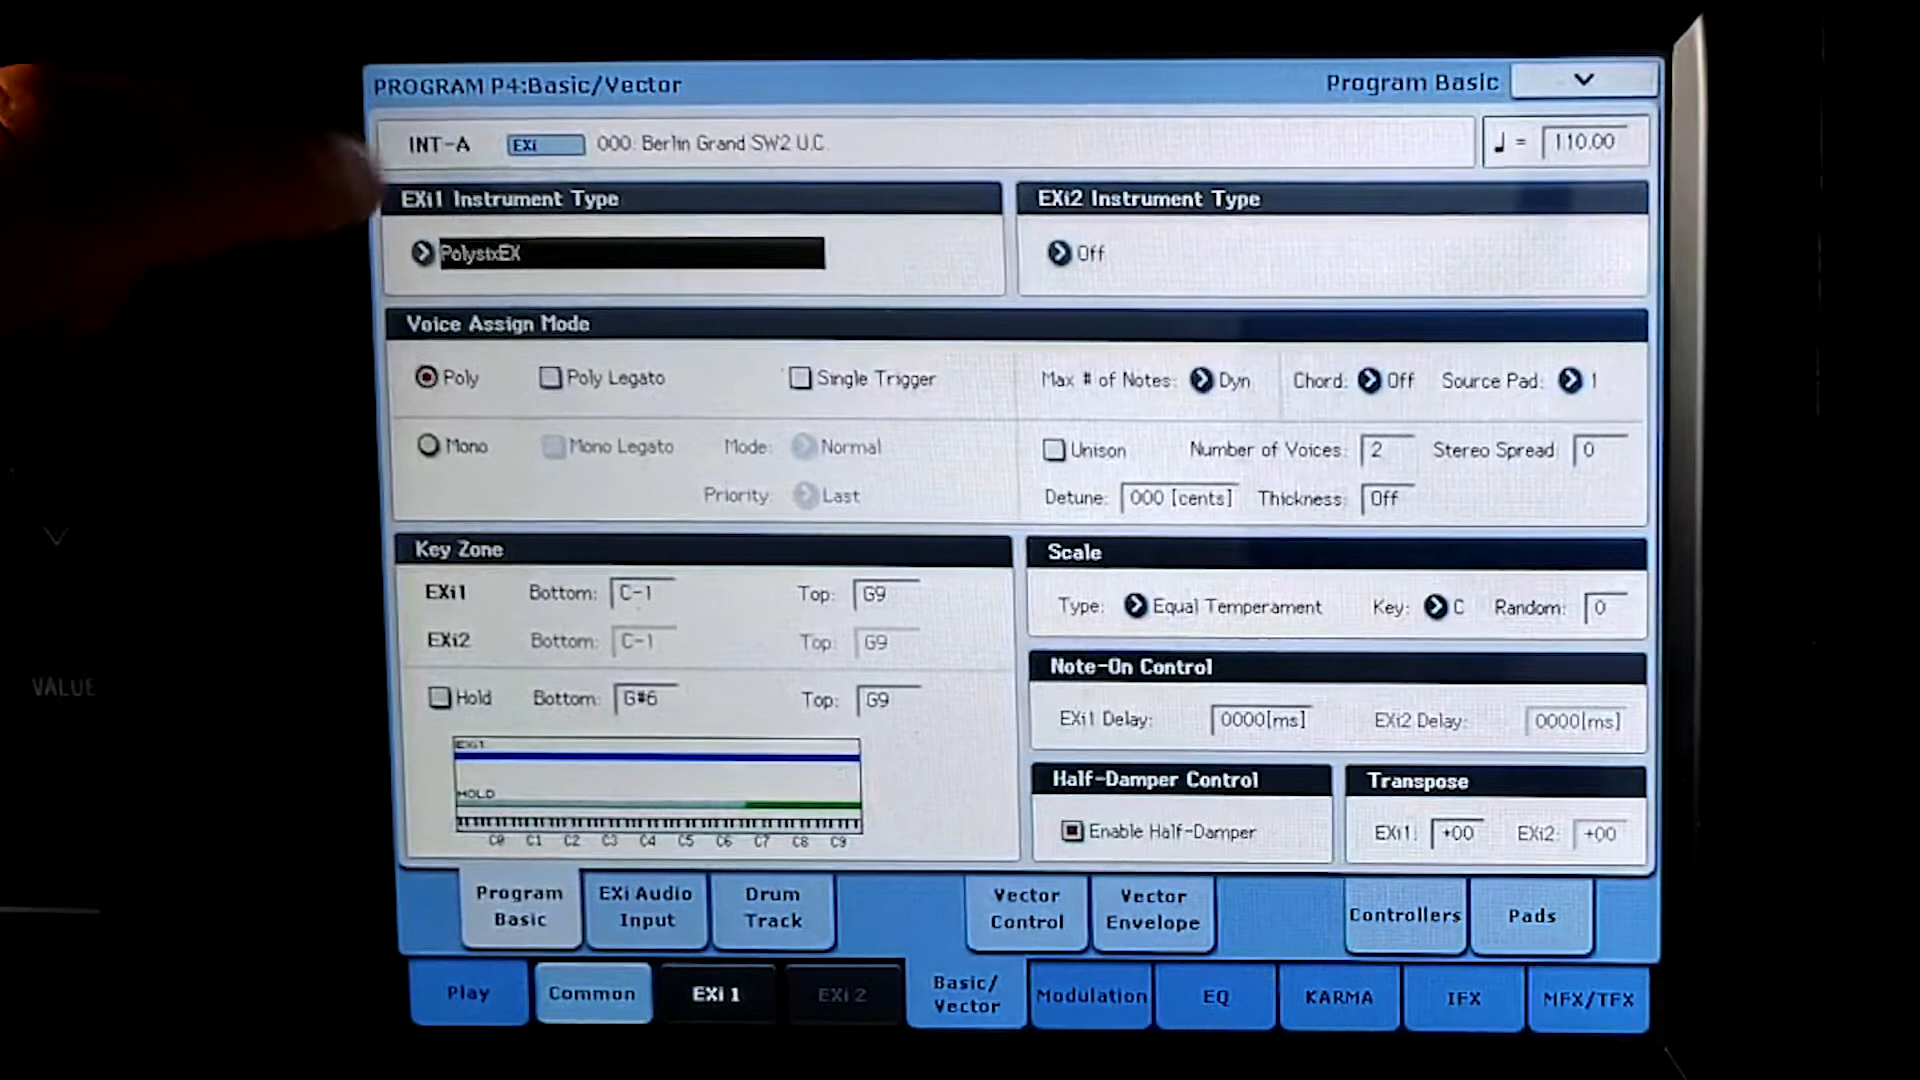 PROGRAM P4:Basic/Vector Program Basic
INT-A EXi 000: Berlin Grand SW2 U.C. ♩ = 110.00
EXi1 Instrument Type EXi2 Instrument Type
PolysixEX Off
Voice Assign Mode
Poly Poly Legato Single Trigger Max # of Notes: Dyn Chord: Off Source Pad: 1
Mono Mono Legato Mode: Normal Unison Number of Voices: 2 Stereo Spread 0
Priority: Last Detune: 000 [cents] Thickness: Off
Key Zone Scale
EXi1 Bottom: C-1 Top: G9
Type: Equal Temperament Key: C Random: 0
EXi2 Bottom: C-1 Top: G9
Note-On Control
VALUE
Hold Bottom: G#6 Top: G9
EXi1 Delay: 0000[ms] EXi2 Delay: 0000[ms]
EXi1
HOLD
C0 C1 C2 C3 C4 C5 C6 C7 C8 C9
Half-Damper Control Transpose
Enable Half-Damper EXi1: +00 EXi2: +00
Program Basic EXi Audio Input Drum Track Vector Control Vector Envelope Controllers Pads
Play Common EXi 1 EXi 2 Basic/ Vector Modulation EQ KARMA IFX MFX/TFX